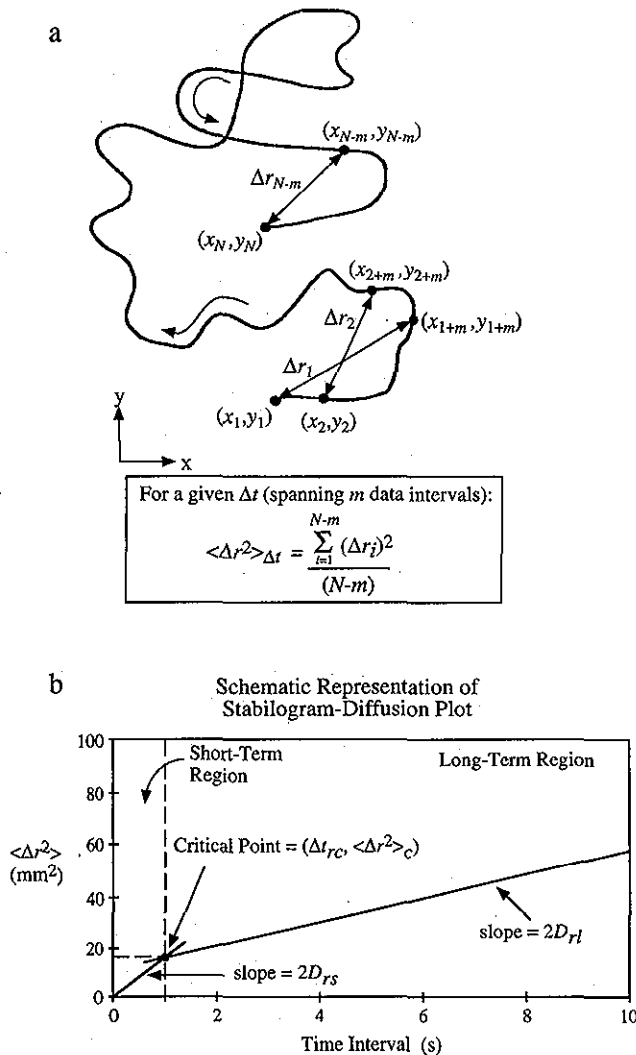 a
(x_{N-m}, y_{N-m})
Δr_{N-m}
(x_N, y_N)
(x_{2+m}, y_{2+m})
Δr_2
(x_{1+m}, y_{1+m})
Δr_1
(x_1, y_1)
(x_2, y_2)
y
x
For a given Δt (spanning m data intervals):
<Δr²>_{Δt} = \frac{\sum_{i=1}^{N-m} (Δr_i)²}{(N-m)}
b
Schematic Representation of
Stabilogram-Diffusion Plot
100
80
60
40
20
0
<Δr²>
(mm²)
Short-Term
Region
Long-Term Region
Critical Point = (Δt_{rc}, <Δr²>_c)
slope = 2D_{rl}
slope = 2D_{rs}
0 2 4 6 8 10
Time Interval (s)